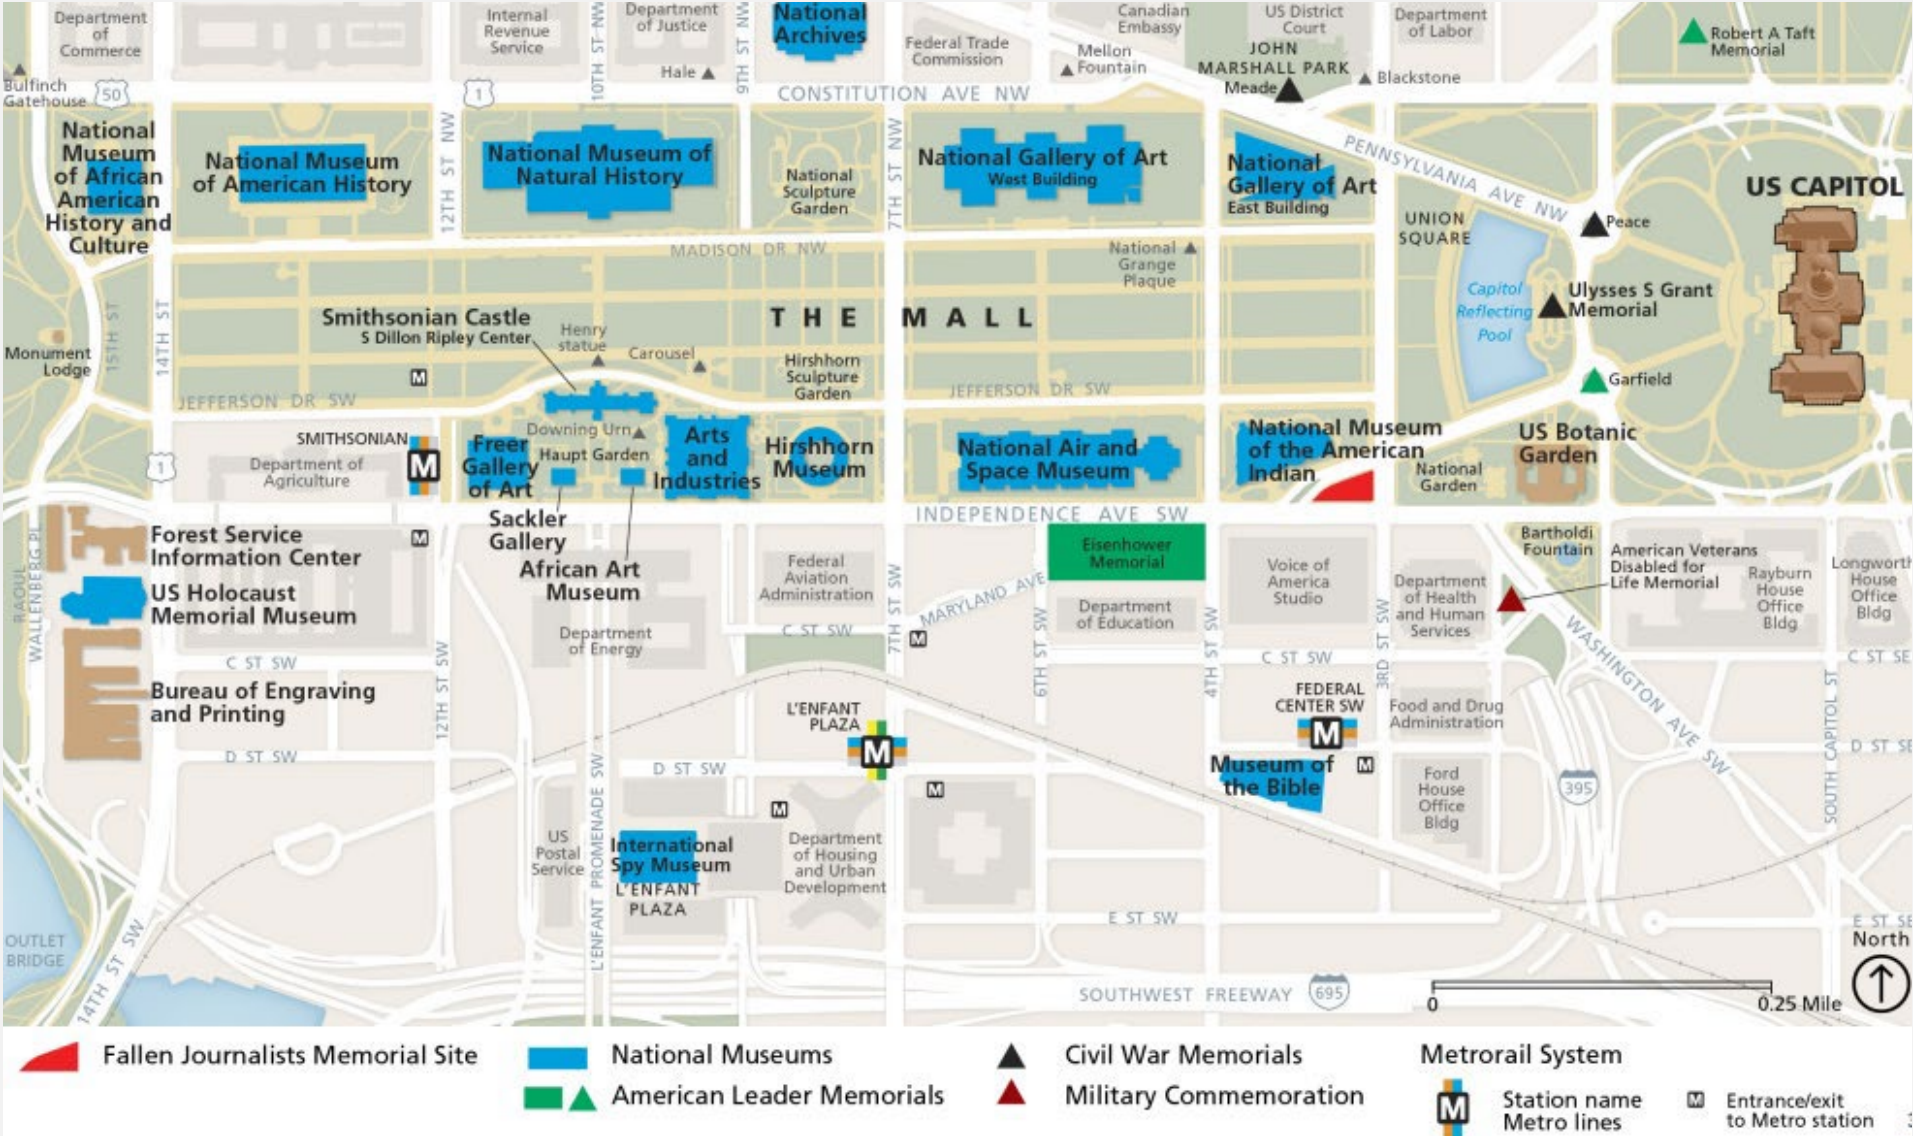 Department
of
Commerce
Internal
Revenue
Service
10TH ST NW
Department
of Justice
Hale
9TH ST NW
National
Archives
Federal Trade
Commission
Canadian
Embassy
Mellon
Fountain
US District
Court
JOHN
MARSHALL PARK
Meade
Blackstone
Department
of Labor
Robert A Taft
Memorial
Bulfinch
Gatehouse
50
1
CONSTITUTION AVE NW
National
Museum
of African
American
History and
Culture
National Museum
of American History
12TH ST NW
National Museum of
Natural History
National
Sculpture
Garden
7TH ST NW
National Gallery of Art
West Building
National
Gallery of Art
East Building
PENNSYLVANIA AVE NW
UNION
SQUARE
Peace
US CAPITOL
MADISON DR NW
National
Grange
Plaque
Capitol
Reflecting
Pool
Ulysses S Grant
Memorial
Garfield
THE MALL
Smithsonian Castle
S Dillon Ripley Center
Henry
statue
Carousel
Hirshhorn
Sculpture
Garden
Monument
Lodge
15TH ST
14TH ST
M
JEFFERSON DR SW
JEFFERSON DR SW
1
SMITHSONIAN
M
Department of
Agriculture
Freer
Gallery
of Art
Downing Urn
Haupt Garden
Arts
and
Industries
Hirshhorn
Museum
National Air and
Space Museum
National Museum
of the American
Indian
National
Garden
US Botanic
Garden
INDEPENDENCE AVE SW
Sackler
Gallery
African Art
Museum
RAOUL
WALLENBERG PL
Forest Service
Information Center
M
US Holocaust
Memorial Museum
Bureau of Engraving
and Printing
Federal
Aviation
Administration
Department
of Energy
C ST SW
7TH ST SW
M
MARYLAND AVE
Eisenhower
Memorial
Department
of Education
6TH ST SW
4TH ST SW
Voice of
America
Studio
3RD ST SW
Department
of Health
and Human
Services
Bartholdi
Fountain
American Veterans
Disabled for
Life Memorial
Rayburn
House
Office
Bldg
Longworth
House
Office
Bldg
C ST SW
12TH ST SW
C ST SW
WASHINGTON AVE SW
SOUTH CAPITOL ST
C ST SE
D ST SW
L'ENFANT
PLAZA
M
D ST SW
M
M
FEDERAL
CENTER SW
M
M
Food and Drug
Administration
Museum of
the Bible
Ford
House
Office
Bldg
395
D ST SE
L'ENFANT PROMENADE SW
US
Postal
Service
International
Spy Museum
L'ENFANT
PLAZA
Department
of Housing
and Urban
Development
E ST SW
E ST SE
OUTLET
BRIDGE
14TH ST SW
SOUTHWEST FREEWAY
695
0
0.25 Mile
North
Fallen Journalists Memorial Site
National Museums
American Leader Memorials
Civil War Memorials
Military Commemoration
Metrorail System
M
Station name
Metro lines
M
Entrance/exit
to Metro station